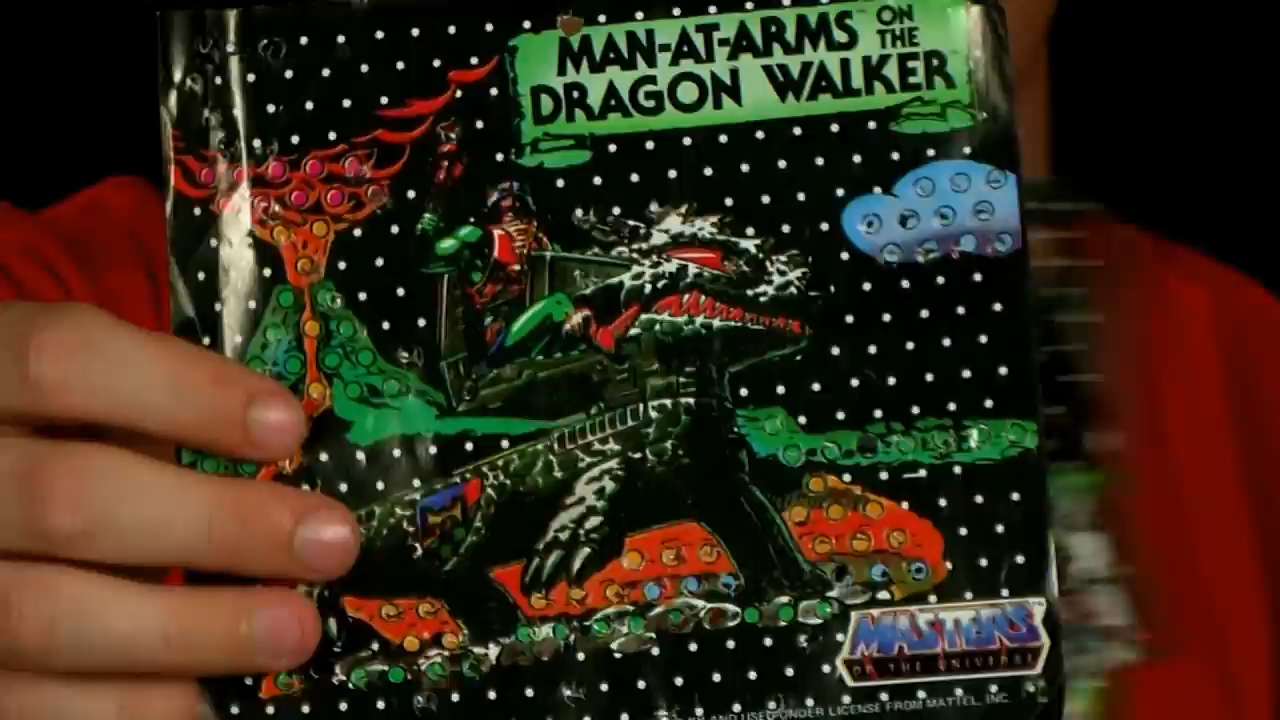 MAN-AT-ARMS ON THE
DRAGON WALKER
MASTERS
OF THE UNIVERSE
AND USED UNDER LICENSE FROM MATTEL, INC.